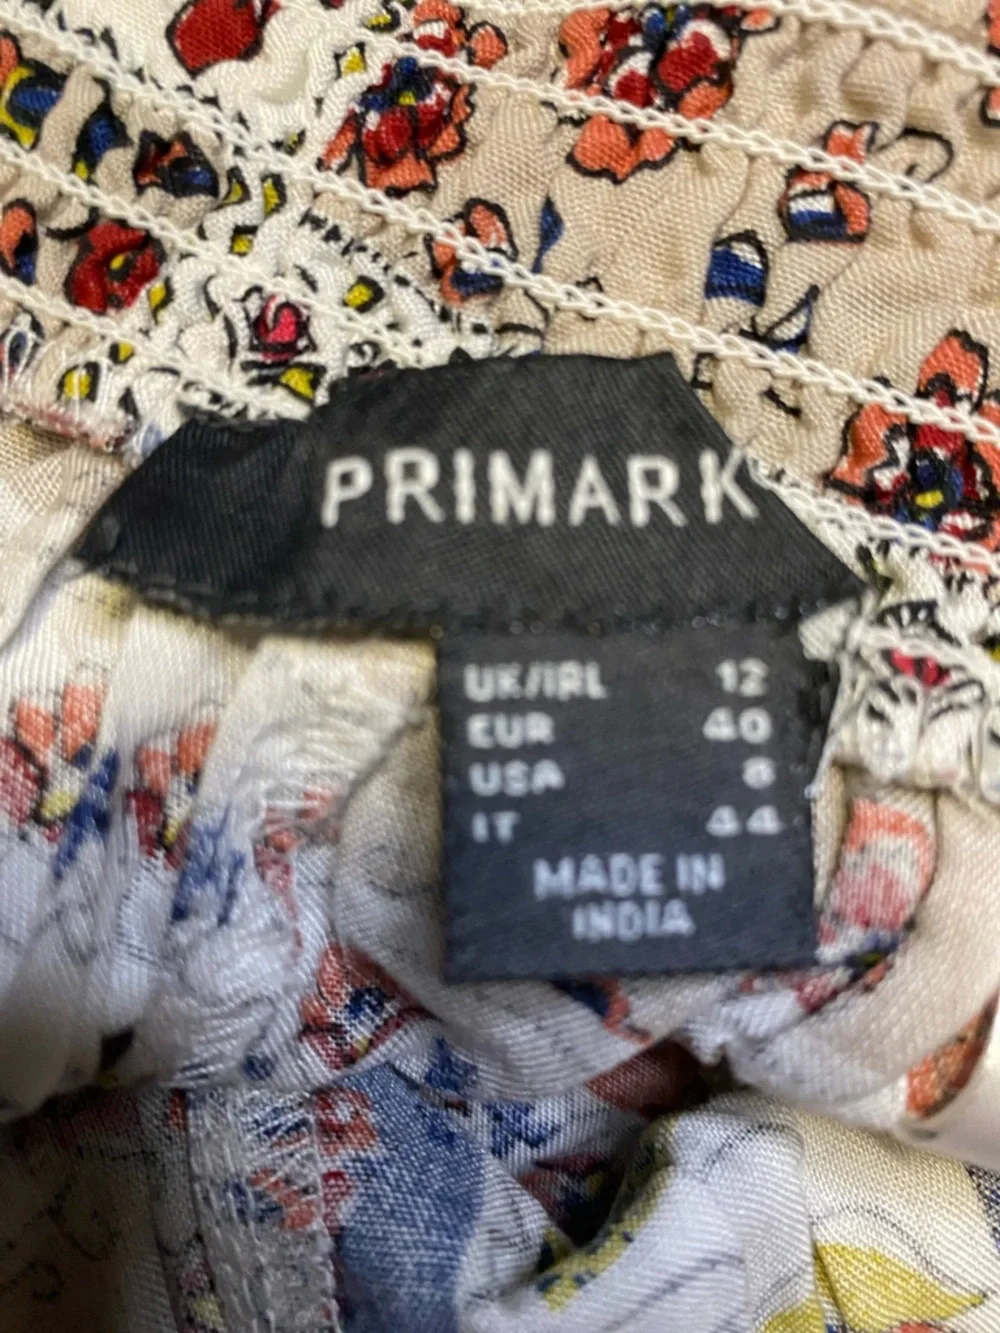 PRIMARK
UK/IRL 12
EUR 40
USA 8
IT 44
MADE IN
INDIA